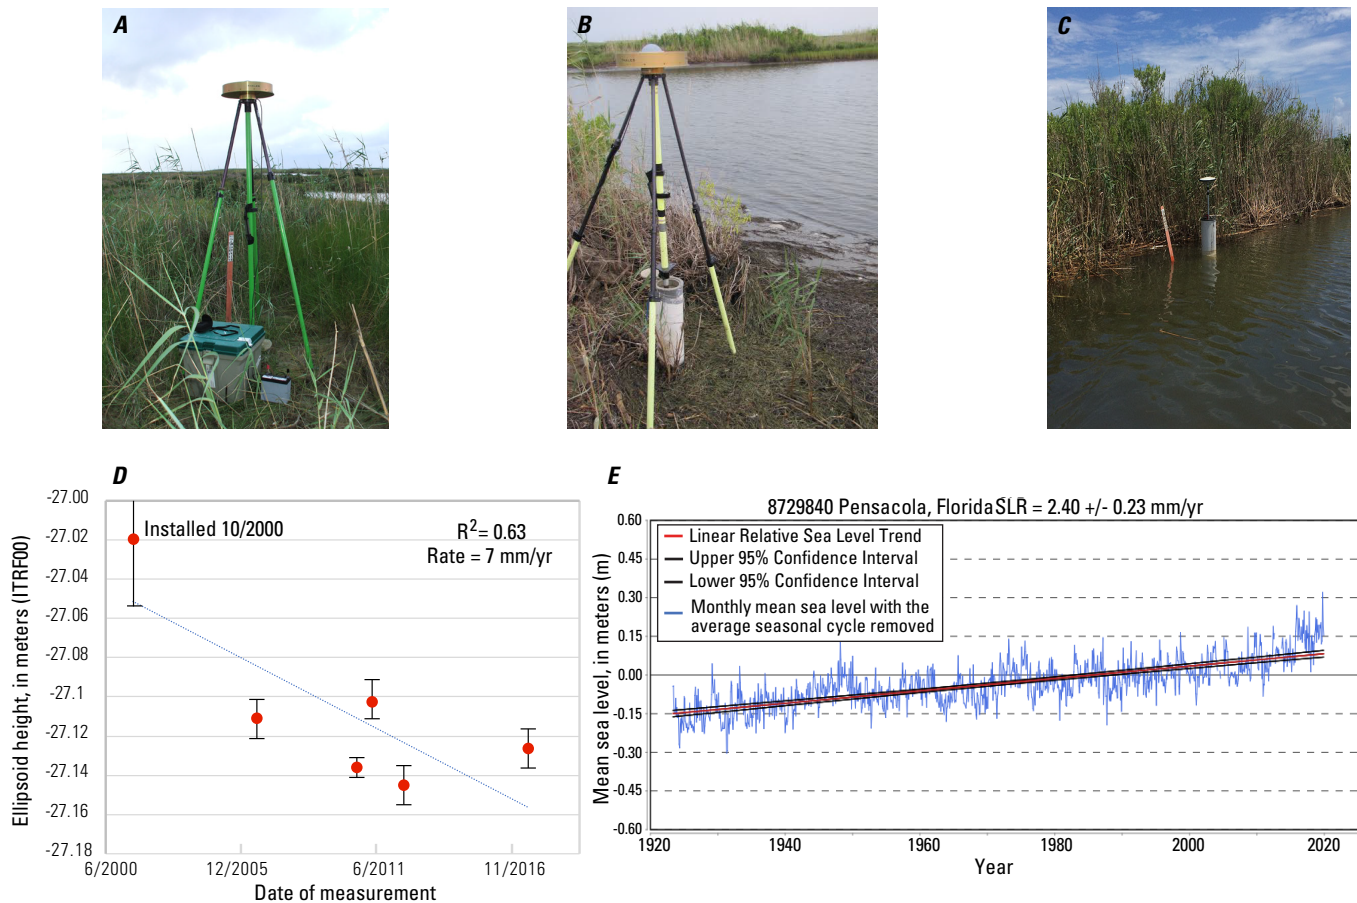 A
B
C
D
-27.00
-27.02
-27.04
-27.06
-27.08
-27.1
-27.12
-27.14
-27.16
-27.18
Ellipsoid height, in meters (ITRF00)
Installed 10/2000
R2= 0.63
Rate = 7 mm/yr
6/2000
12/2005
6/2011
11/2016
Date of measurement
E
8729840 Pensacola, Florida SLR = 2.40 +/- 0.23 mm/yr
0.60
0.45
0.30
0.15
0.00
-0.15
-0.30
-0.45
-0.60
Mean sea level, in meters (m)
Linear Relative Sea Level Trend
Upper 95% Confidence Interval
Lower 95% Confidence Interval
Monthly mean sea level with the
average seasonal cycle removed
1920
1940
1960
1980
2000
2020
Year